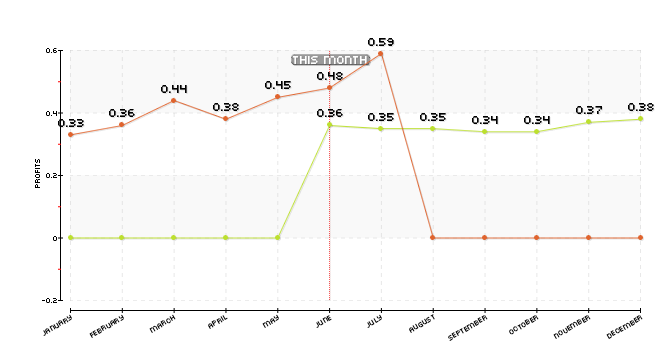 0.6
0.4
0.2
0
-0.2
PROFITS
THIS MONTH
0.33
0.36
0.44
0.38
0.45
0.48
0.59
0.36
0.35
0.35
0.34
0.34
0.37
0.38
JANUARY
FEBRUARY
MARCH
APRIL
MAY
JUNE
JULY
AUGUST
SEPTEMBER
OCTOBER
NOVEMBER
DECEMBER